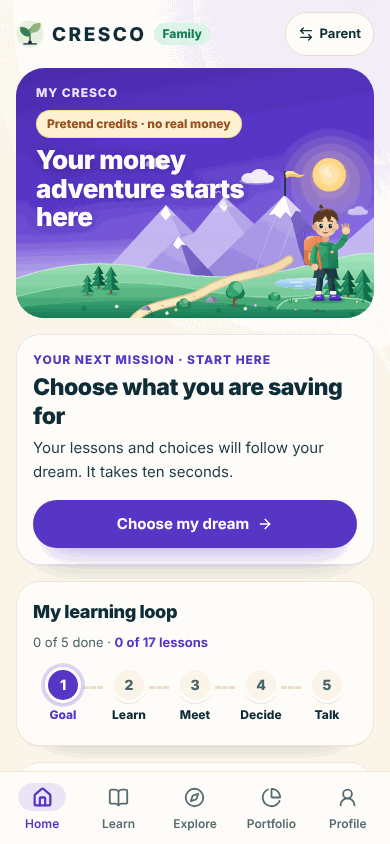 CRESCO Family Parent
MY CRESCO
Pretend credits · no real money
Your money
adventure starts
here
YOUR NEXT MISSION · START HERE
Choose what you are saving
for
Your lessons and choices will follow your
dream. It takes ten seconds.
Choose my dream →
My learning loop
0 of 5 done · 0 of 17 lessons
1 2 3 4 5
Goal Learn Meet Decide Talk
Home Learn Explore Portfolio Profile